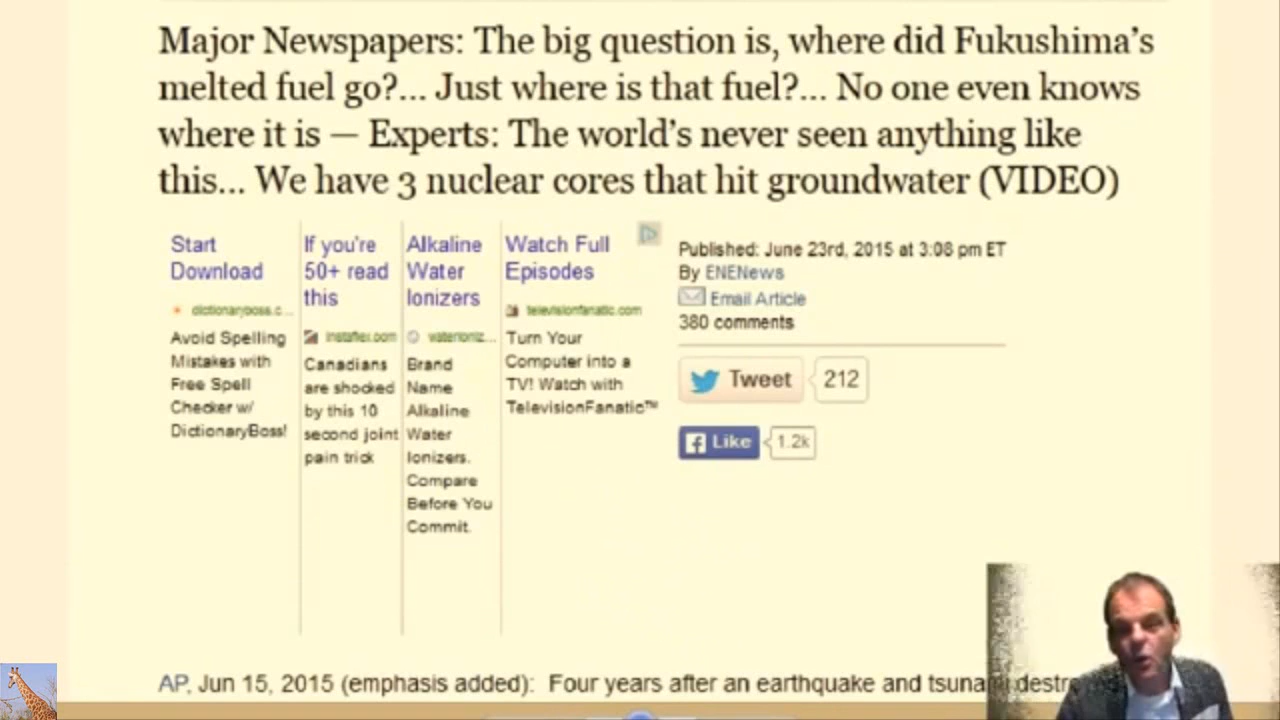 Major Newspapers: The big question is, where did Fukushima's
melted fuel go?... Just where is that fuel?... No one even knows
where it is — Experts: The world's never seen anything like
this... We have 3 nuclear cores that hit groundwater (VIDEO)
Start
Download
dictionaryboss.c...
Avoid Spelling
Mistakes with
Free Spell
Checker w/
DictionaryBoss!
If you're
50+ read
this
instaflex.com
Canadians
are shocked
by this 10
second joint
pain trick
Alkaline
Water
Ionizers
waterioniz...
Brand
Name
Alkaline
Water
Ionizers.
Compare
Before You
Commit.
Watch Full
Episodes
televisionfanatic.com
Turn Your
Computer into a
TV! Watch with
TelevisionFanatic™
Published: June 23rd, 2015 at 3:08 pm ET
By ENENews
Email Article
380 comments
Tweet 212
Like 1.2k
AP, Jun 15, 2015 (emphasis added): Four years after an earthquake and tsunami